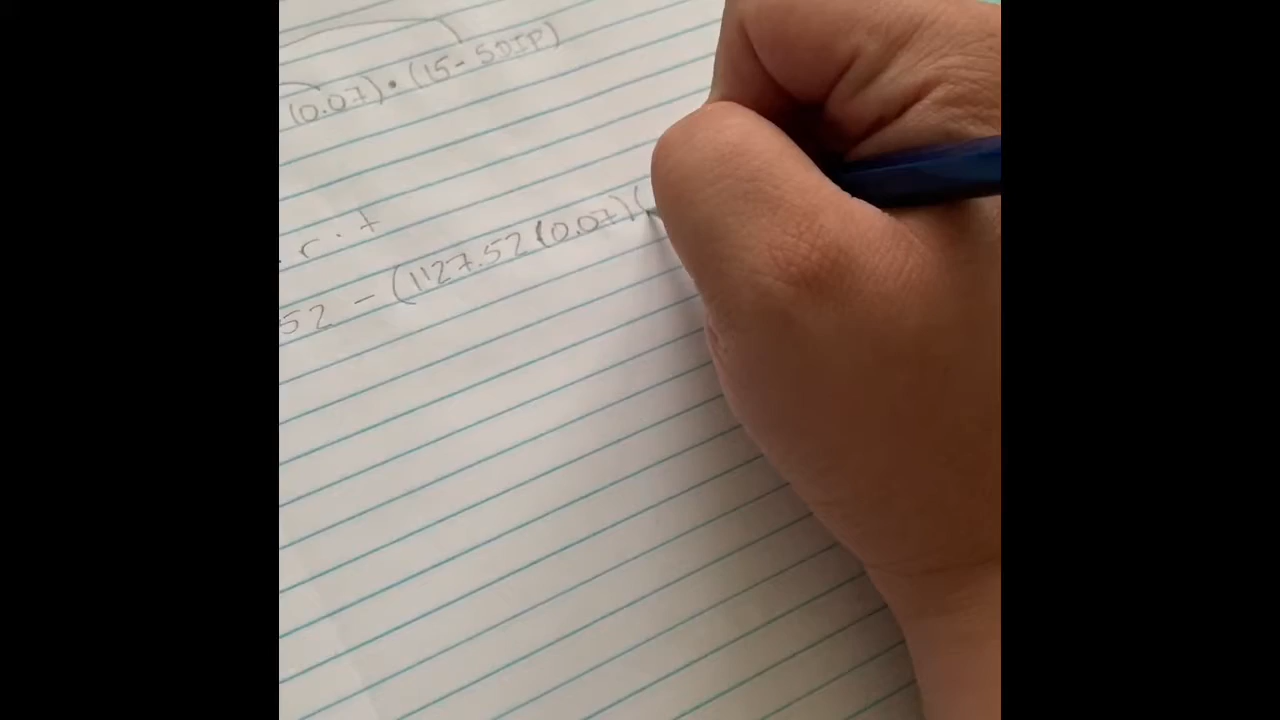 (0.07) • (15 - 5DIP)
r . t
52 - (1127.52 (0.07) (